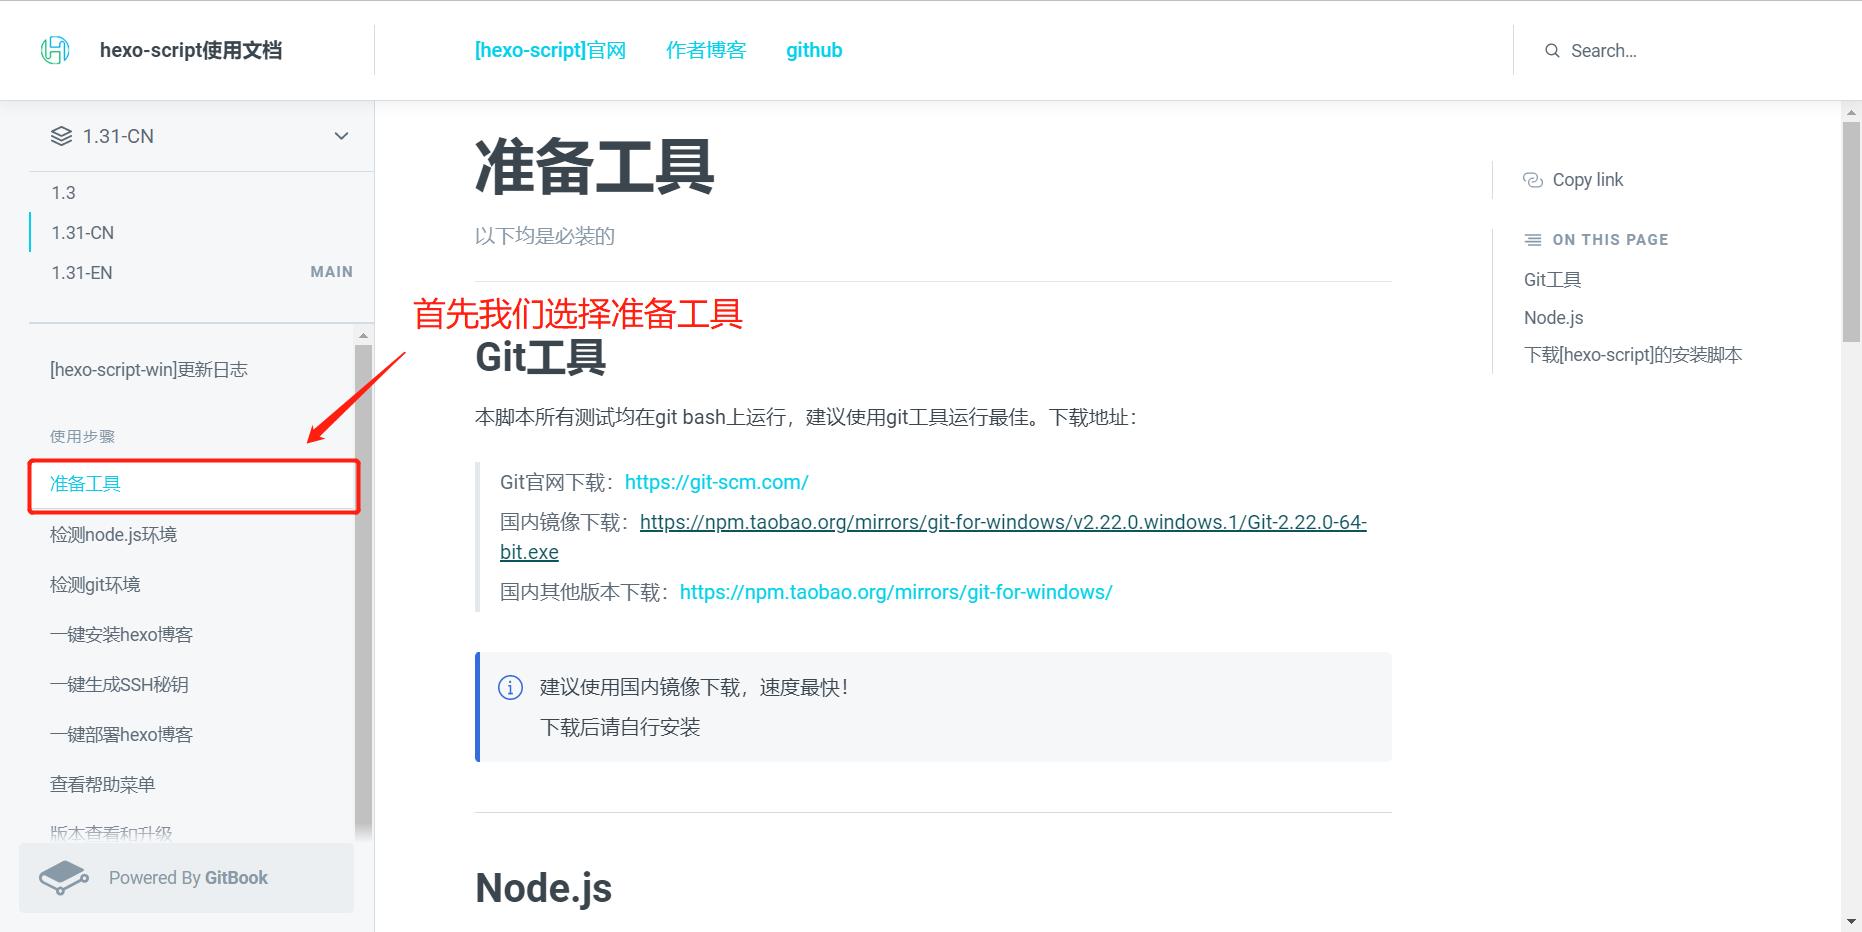 hexo-script使用文档
[hexo-script]官网
作者博客
github
Search…
1.31-CN
1.3
1.31-CN
1.31-EN
MAIN
[hexo-script-win]更新日志
使用步骤
准备工具
检测node.js环境
检测git环境
一键安装hexo博客
一键生成SSH秘钥
一键部署hexo博客
查看帮助菜单
版本查看和升级
Powered By GitBook
准备工具
以下均是必装的
首先我们选择准备工具
Git工具
本脚本所有测试均在git bash上运行，建议使用git工具运行最佳。下载地址：
Git官网下载：https://git-scm.com/
国内镜像下载：https://npm.taobao.org/mirrors/git-for-windows/v2.22.0.windows.1/Git-2.22.0-64-
bit.exe
国内其他版本下载：https://npm.taobao.org/mirrors/git-for-windows/
建议使用国内镜像下载，速度最快！
下载后请自行安装
Node.js
Copy link
ON THIS PAGE
Git工具
Node.js
下载[hexo-script]的安装脚本